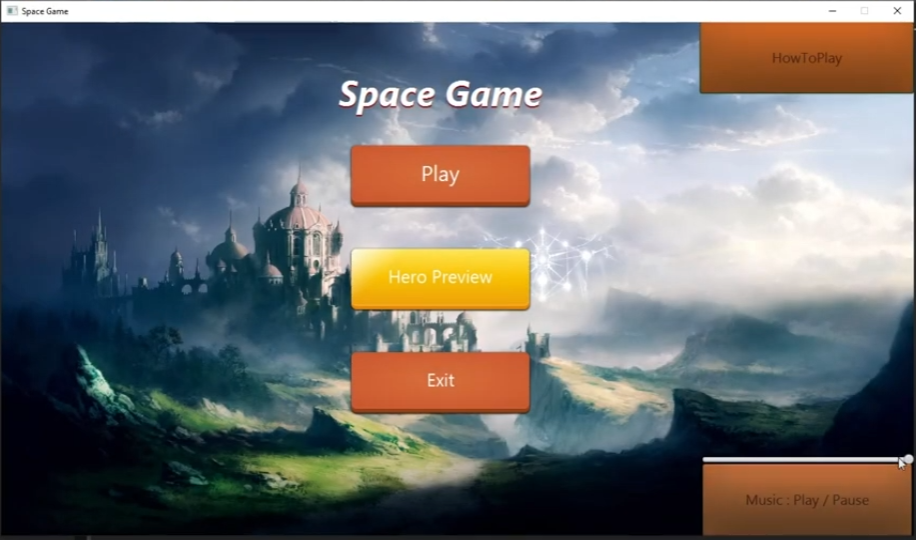 Space Game
HowToPlay
Space Game
Play
Hero Preview
Exit
Music : Play / Pause